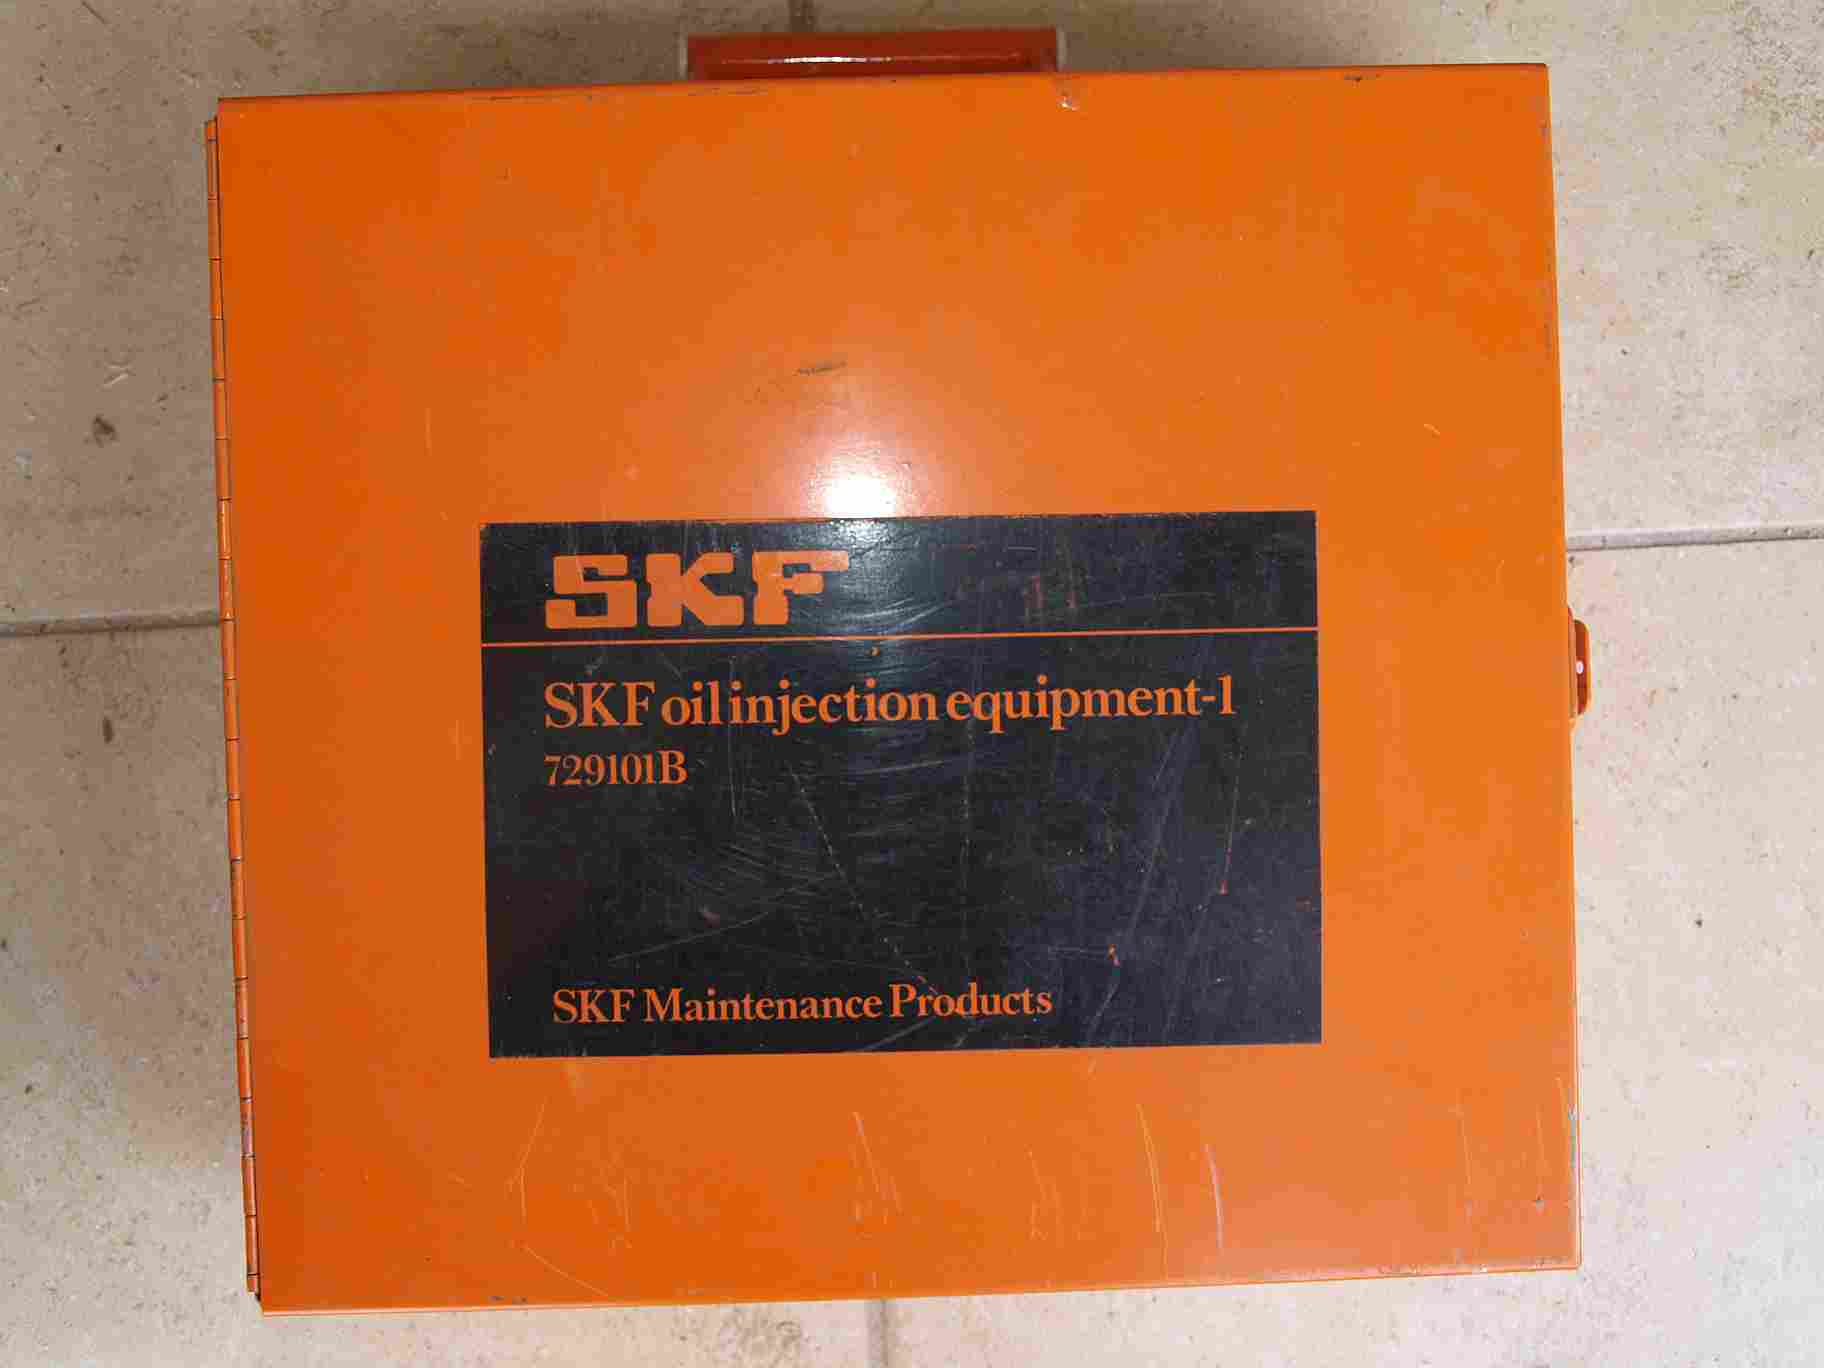 SKF
SKF oil injection equipment-1
729101B
SKF Maintenance Products